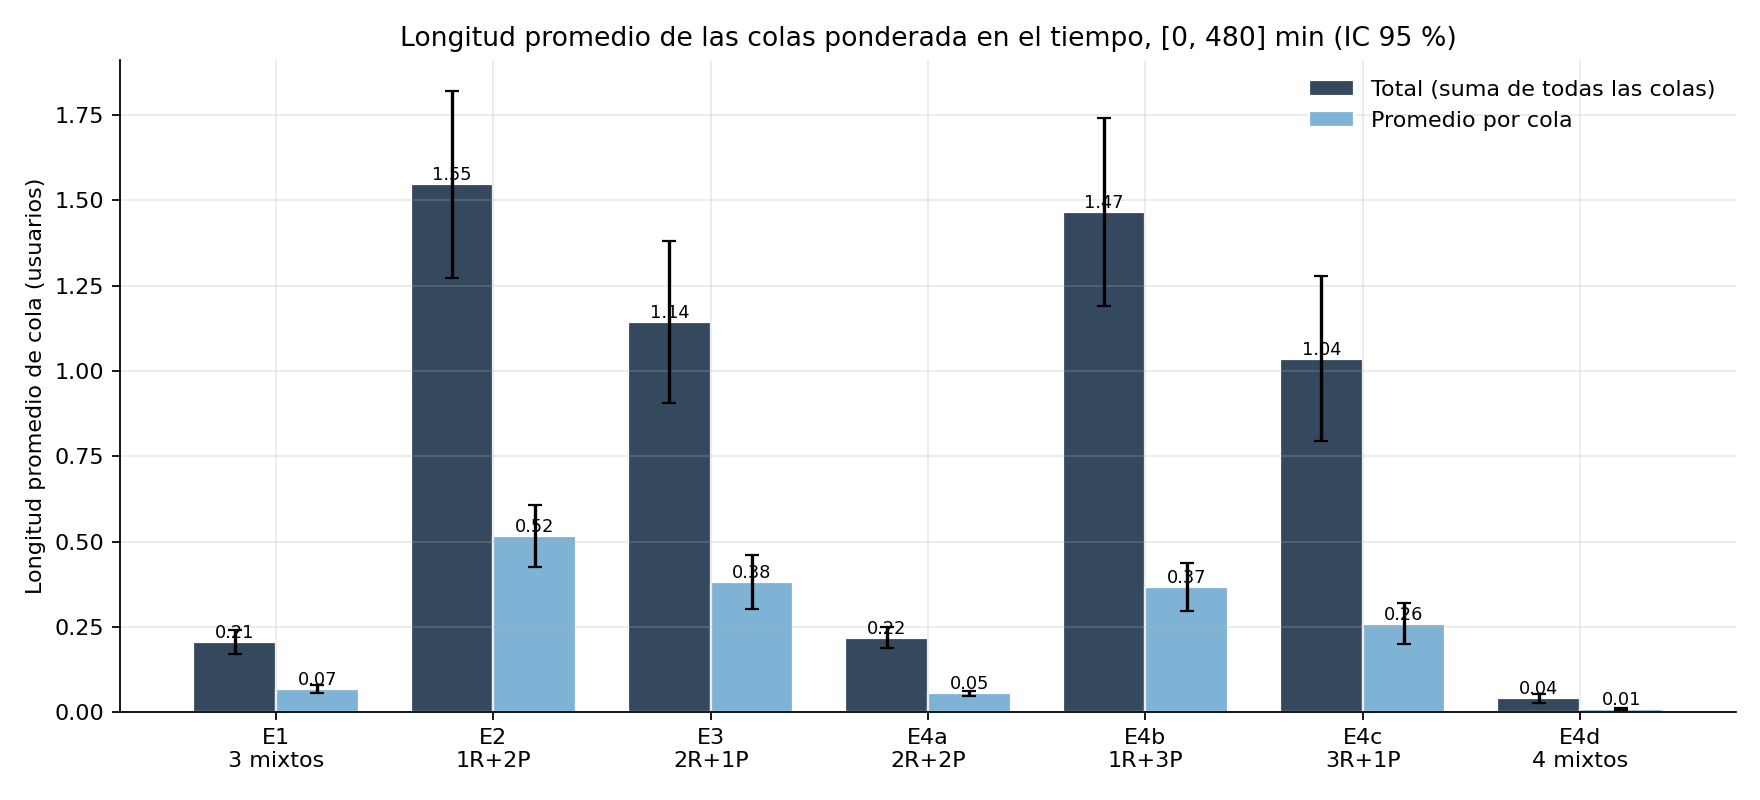 Longitud promedio de las colas ponderada en el tiempo, [0, 480] min (IC 95 %)
Total (suma de todas las colas)
Promedio por cola
Longitud promedio de cola (usuarios)
1.75
1.50
1.25
1.00
0.75
0.50
0.25
0.00
0.21
0.07
1.55
0.52
1.14
0.38
0.22
0.05
1.47
0.37
1.04
0.26
0.04
0.01
E1
3 mixtos
E2
1R+2P
E3
2R+1P
E4a
2R+2P
E4b
1R+3P
E4c
3R+1P
E4d
4 mixtos